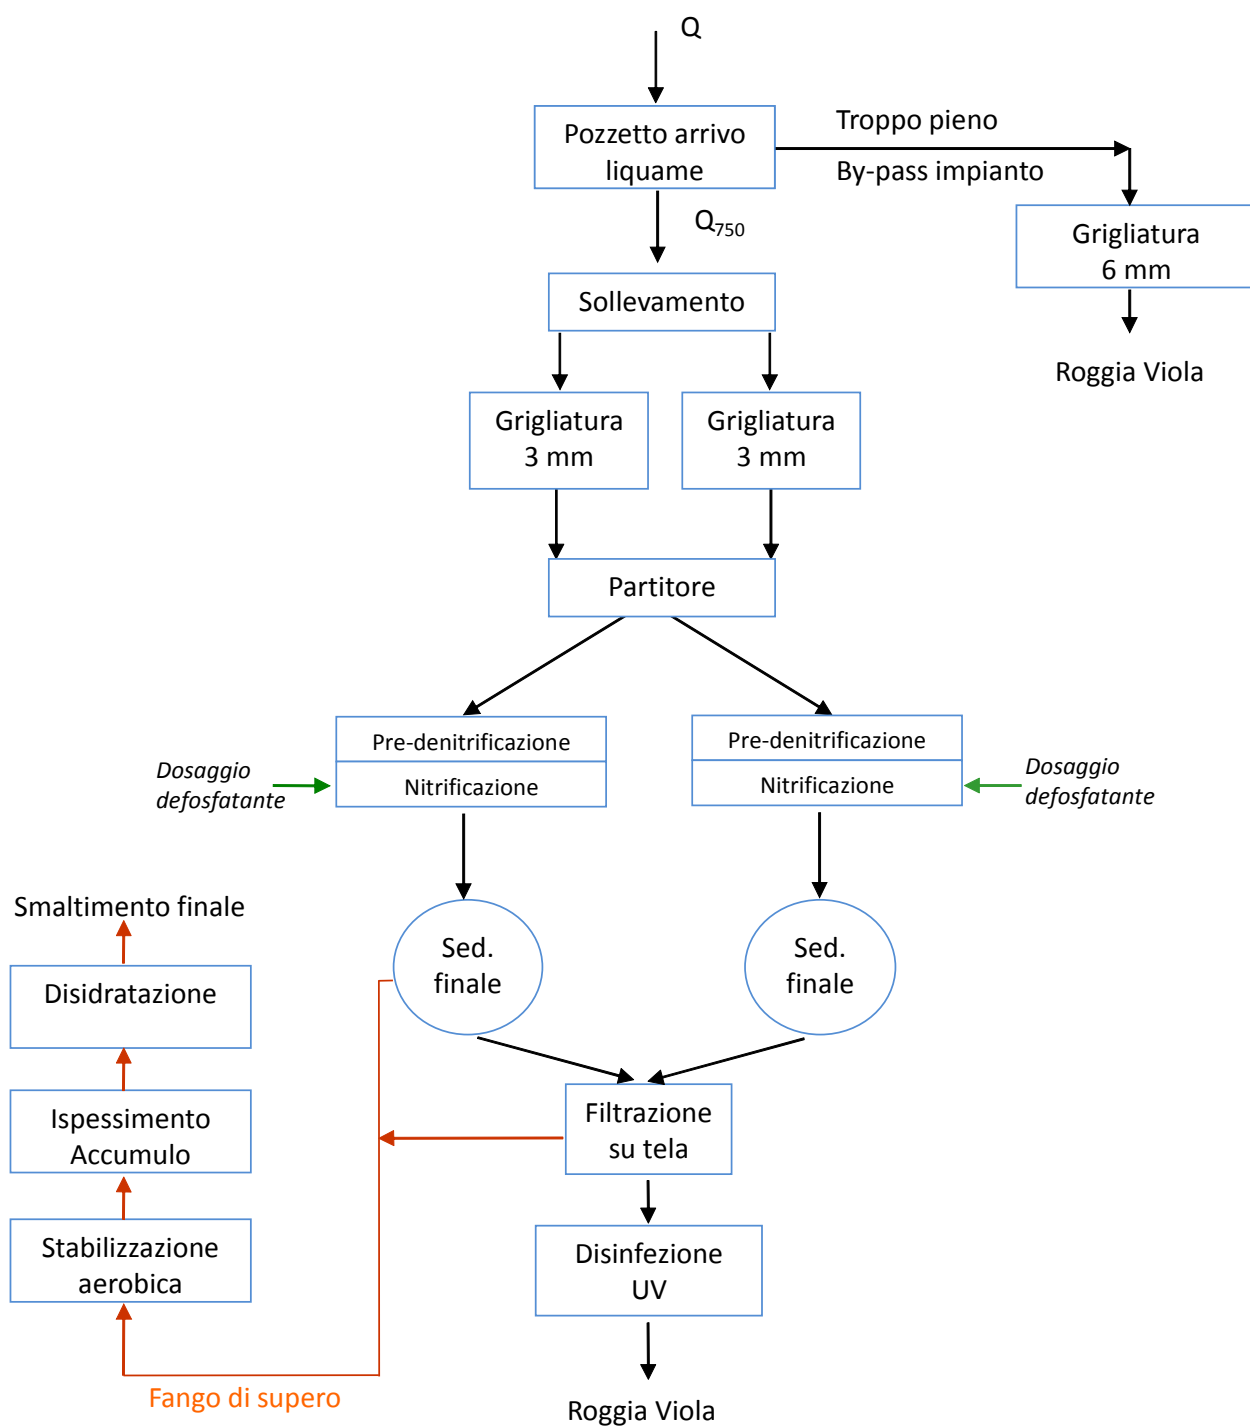 Q
Pozzetto arrivo
liquame
Troppo pieno
By-pass impianto
Q₇₅₀
Grigliatura
6 mm
Sollevamento
Roggia Viola
Grigliatura
3 mm
Grigliatura
3 mm
Partitore
Pre-denitrificazione
Nitrificazione
Pre-denitrificazione
Nitrificazione
Dosaggio
defosfatante
Dosaggio
defosfatante
Smaltimento finale
Sed.
finale
Sed.
finale
Disidratazione
Ispessimento
Accumulo
Filtrazione
su tela
Stabilizzazione
aerobica
Disinfezione
UV
Fango di supero
Roggia Viola